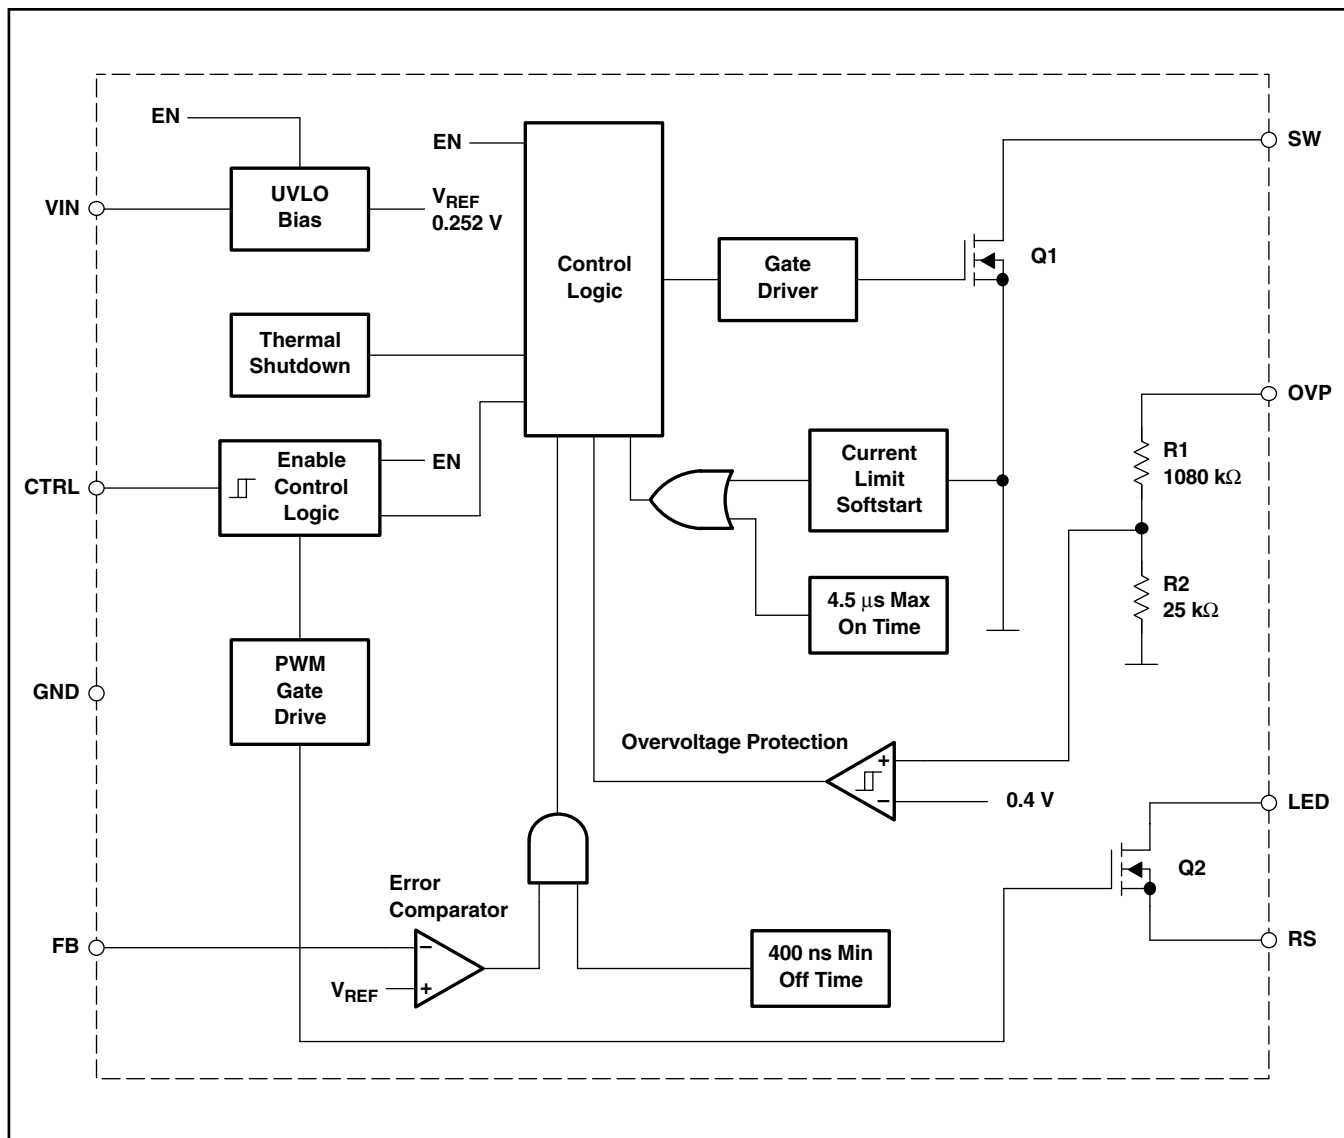 EN
EN
SW
VIN
UVLO
Bias
VREF
0.252 V
Control
Logic
Gate
Driver
Q1
Thermal
Shutdown
OVP
CTRL
Enable
Control
Logic
EN
Current
Limit
Softstart
R1
1080 kΩ
4.5 μs Max
On Time
R2
25 kΩ
GND
PWM
Gate
Drive
Overvoltage Protection
+
−
0.4 V
LED
Q2
Error
Comparator
FB
−
VREF
+
400 ns Min
Off Time
RS